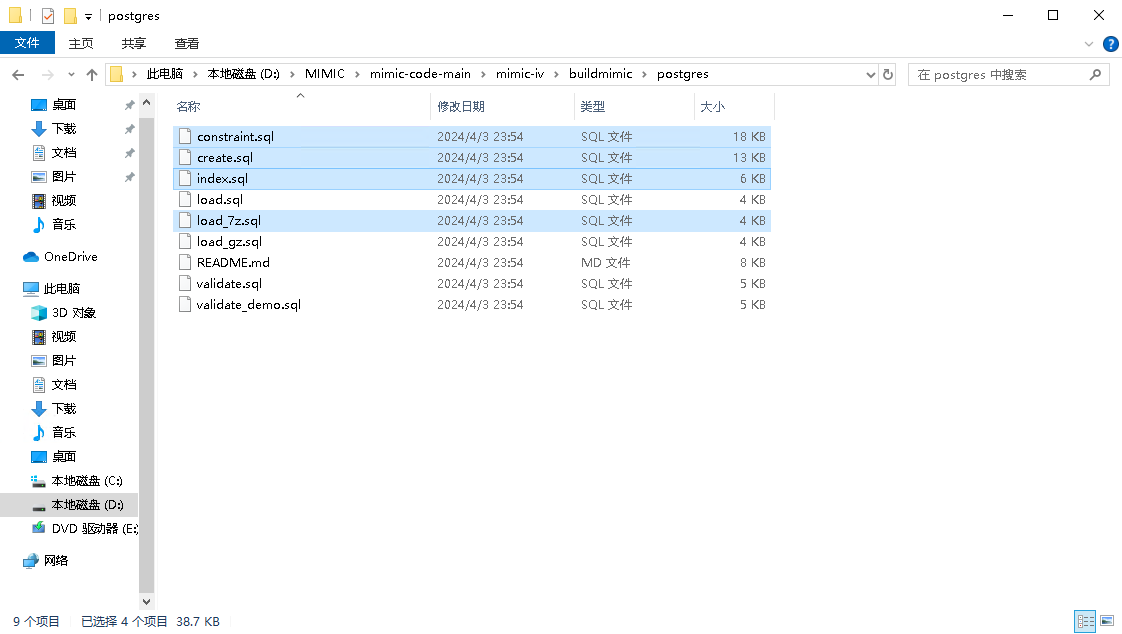 postgres
文件 主页 共享 查看
此电脑 本地磁盘 (D:) MIMIC mimic-code-main mimic-iv buildmimic postgres 在 postgres 中搜索
名称 修改日期 类型 大小
constraint.sql 2024/4/3 23:54 SQL 文件 18 KB
create.sql 2024/4/3 23:54 SQL 文件 13 KB
index.sql 2024/4/3 23:54 SQL 文件 6 KB
load.sql 2024/4/3 23:54 SQL 文件 4 KB
load_7z.sql 2024/4/3 23:54 SQL 文件 4 KB
load_gz.sql 2024/4/3 23:54 SQL 文件 4 KB
README.md 2024/4/3 23:54 MD 文件 8 KB
validate.sql 2024/4/3 23:54 SQL 文件 5 KB
validate_demo.sql 2024/4/3 23:54 SQL 文件 5 KB
桌面
下载
文档
图片
视频
音乐
OneDrive
此电脑
3D 对象
视频
图片
文档
下载
音乐
桌面
本地磁盘 (C:)
本地磁盘 (D:)
DVD 驱动器 (E:)
网络
9 个项目 已选择 4 个项目 38.7 KB